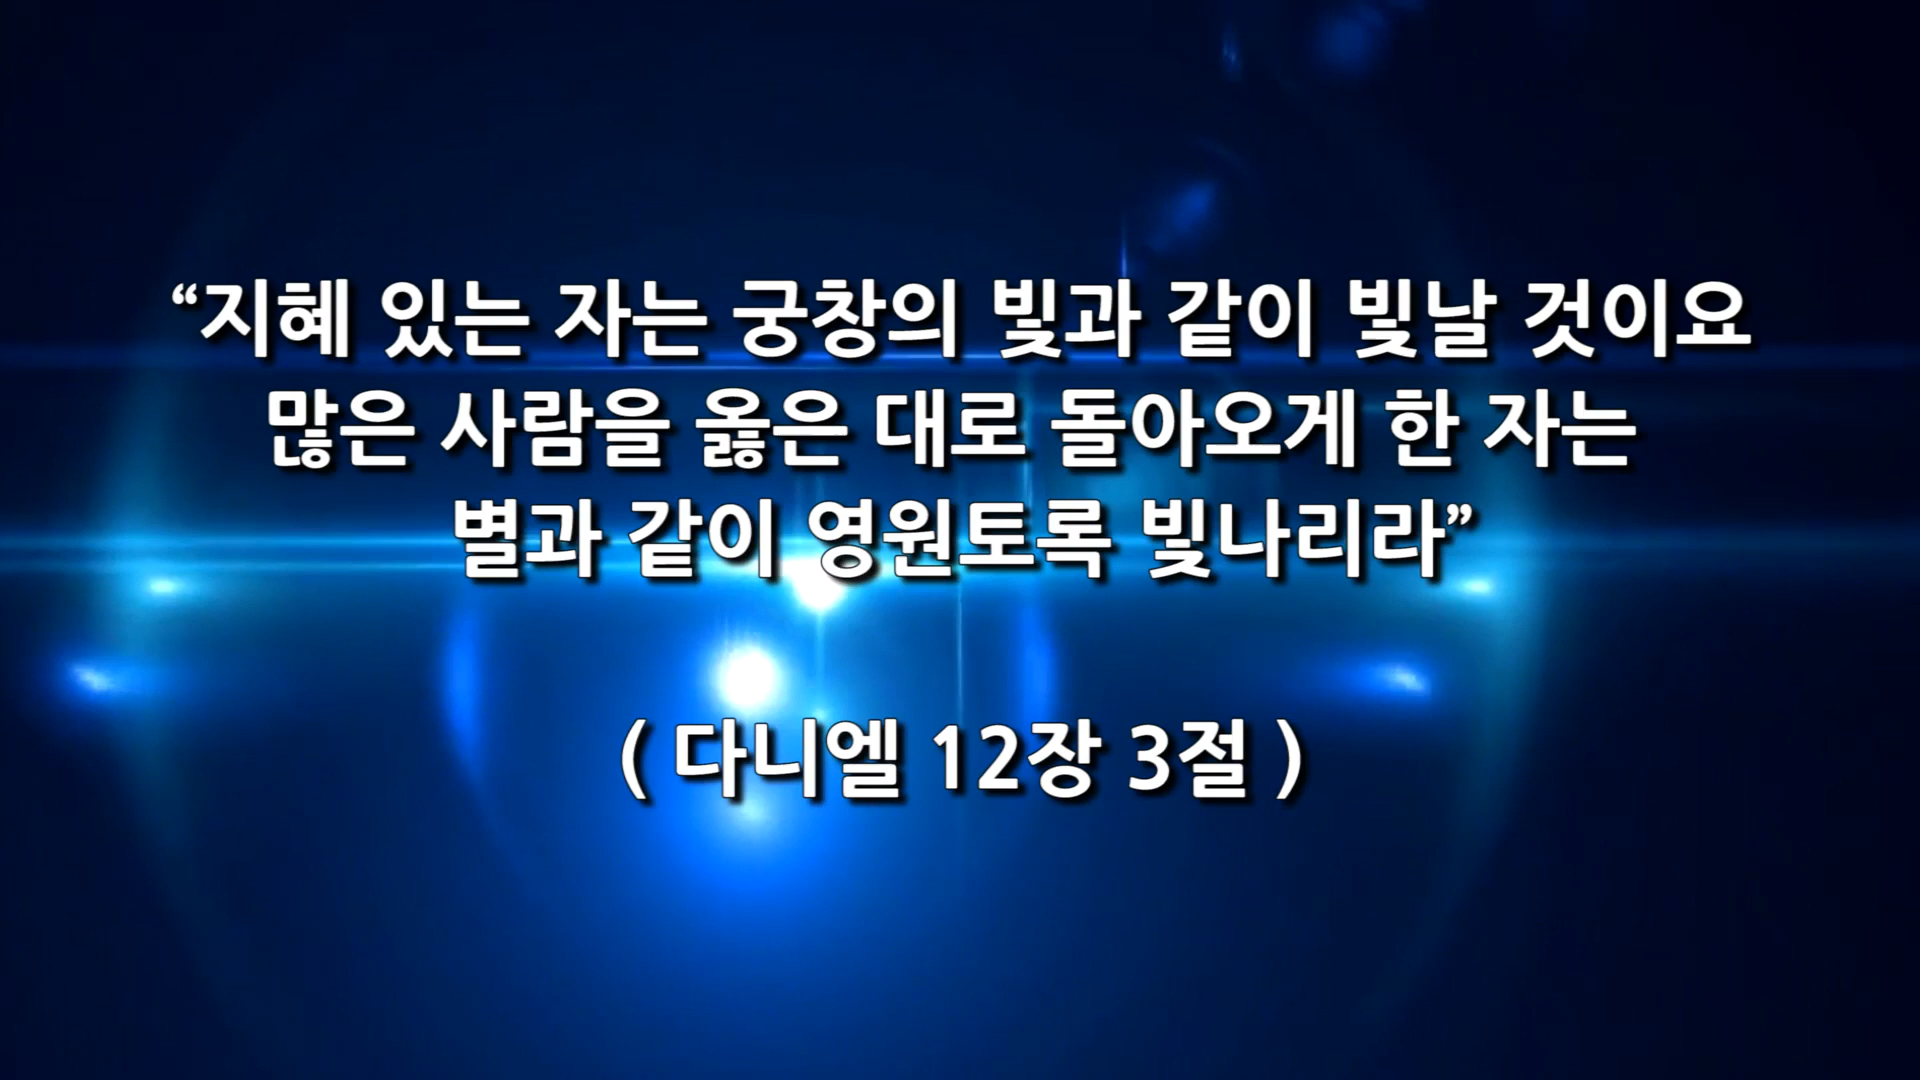 “지혜 있는 자는 궁창의 빛과 같이 빛날 것이요
많은 사람을 옳은 대로 돌아오게 한 자는
별과 같이 영원토록 빛나리라”
( 다니엘 12장 3절 )